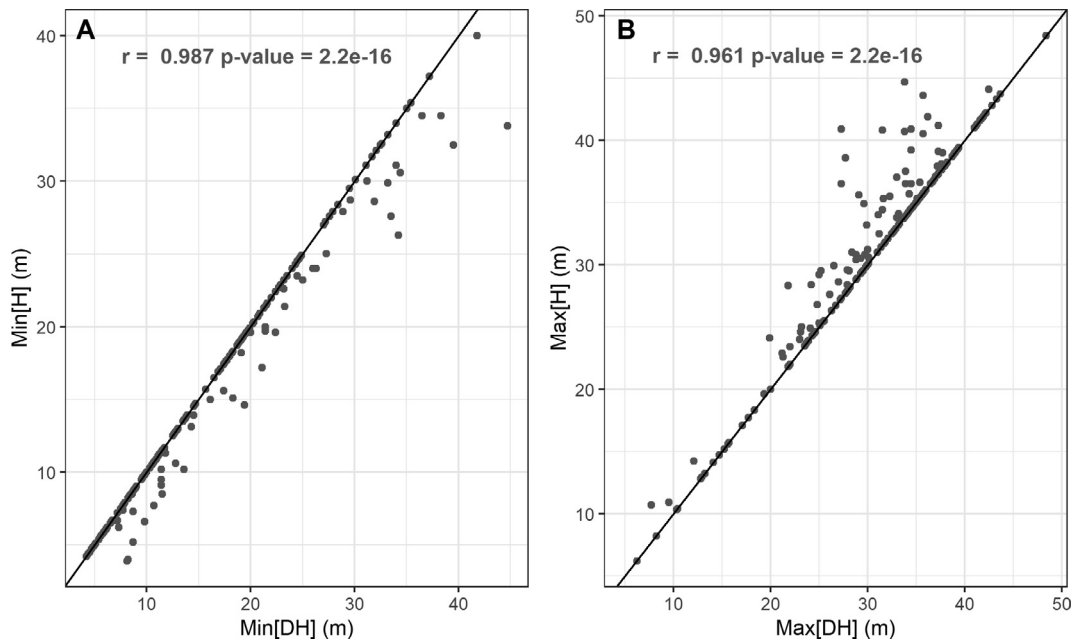 A
r = 0.987 p-value = 2.2e-16
40
30
20
10
Min[H] (m)
10 20 30 40
Min[DH] (m)
B
r = 0.961 p-value = 2.2e-16
50
40
30
20
10
Max[H] (m)
10 20 30 40 50
Max[DH] (m)